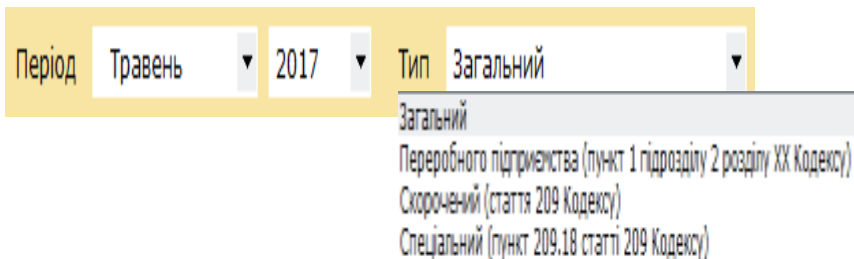 Період Травень 2017 Тип Загальний
Загальний
Переробного підприємства (пункт 1 підрозділу 2 розділу XX Кодексу)
Скорочений (стаття 209 Кодексу)
Спеціальний (пункт 209.18 статті 209 Кодексу)